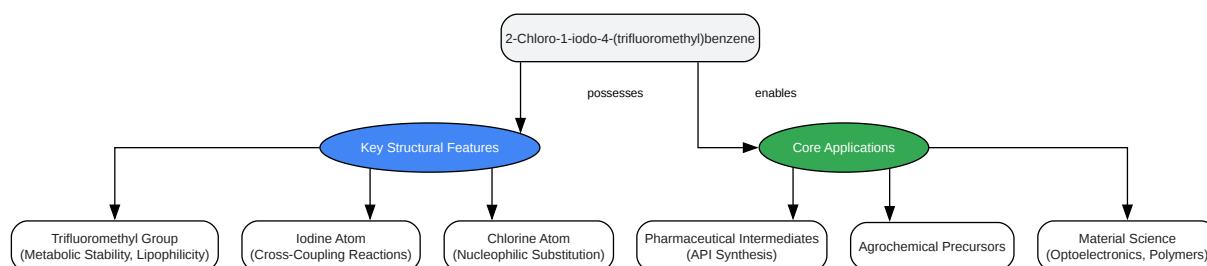 2-Chloro-1-iodo-4-(trifluoromethyl)benzene
possesses
enables
Key Structural Features
Core Applications
Trifluoromethyl Group
(Metabolic Stability, Lipophilicity)
Iodine Atom
(Cross-Coupling Reactions)
Chlorine Atom
(Nucleophilic Substitution)
Pharmaceutical Intermediates
(API Synthesis)
Agrochemical Precursors
Material Science
(Optoelectronics, Polymers)